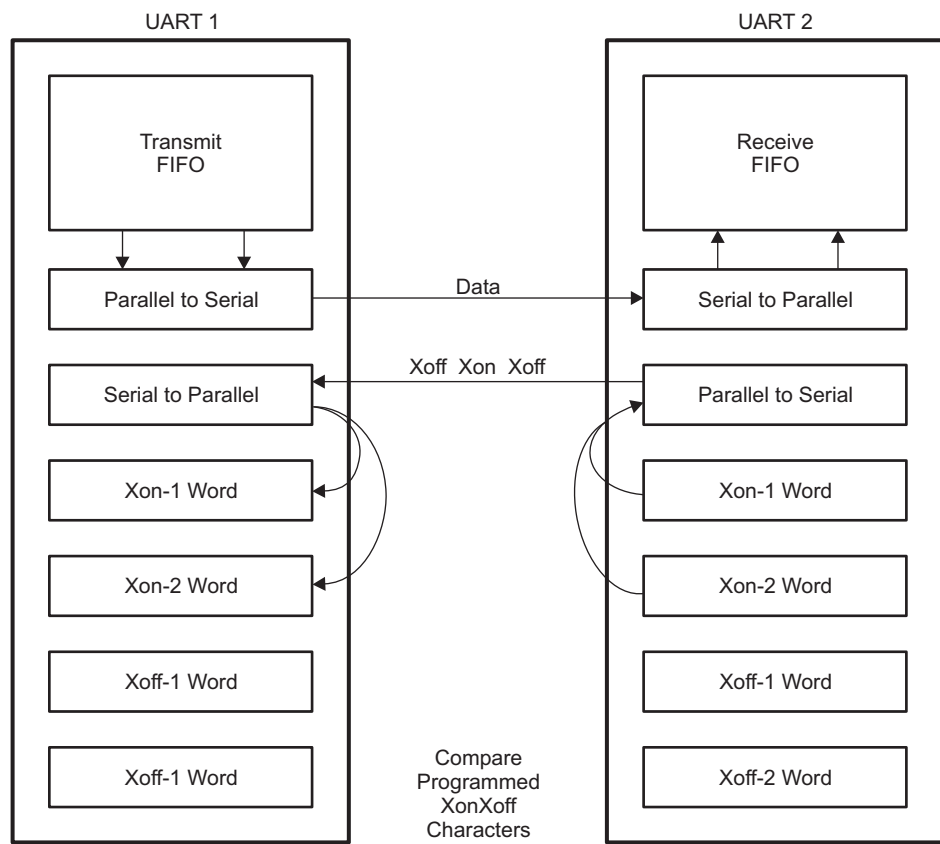 UART 1
UART 2
Transmit
FIFO
Receive
FIFO
Parallel to Serial
Data
Serial to Parallel
Serial to Parallel
Xoff Xon Xoff
Parallel to Serial
Xon-1 Word
Xon-1 Word
Xon-2 Word
Xon-2 Word
Xoff-1 Word
Xoff-1 Word
Xoff-1 Word
Compare
Programmed
XonXoff
Characters
Xoff-2 Word